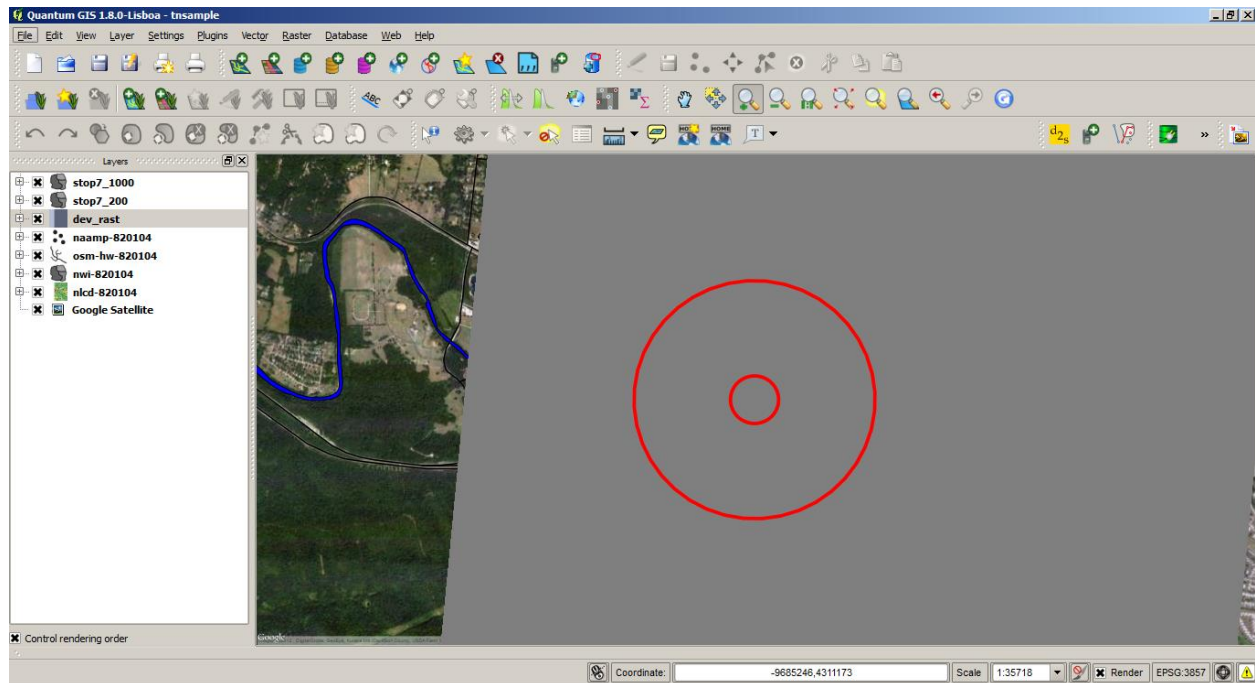 Quantum GIS 1.8.0-Lisboa - tnsample
File Edit View Layer Settings Plugins Vector Raster Database Web Help
Layers
stop7_1000
stop7_200
dev_rast
naamp-820104
osm-hw-820104
nwi-820104
nlcd-820104
Google Satellite
Control rendering order
Google
Coordinate: -9685246,4311173 Scale 1:35718 Render EPSG:3857